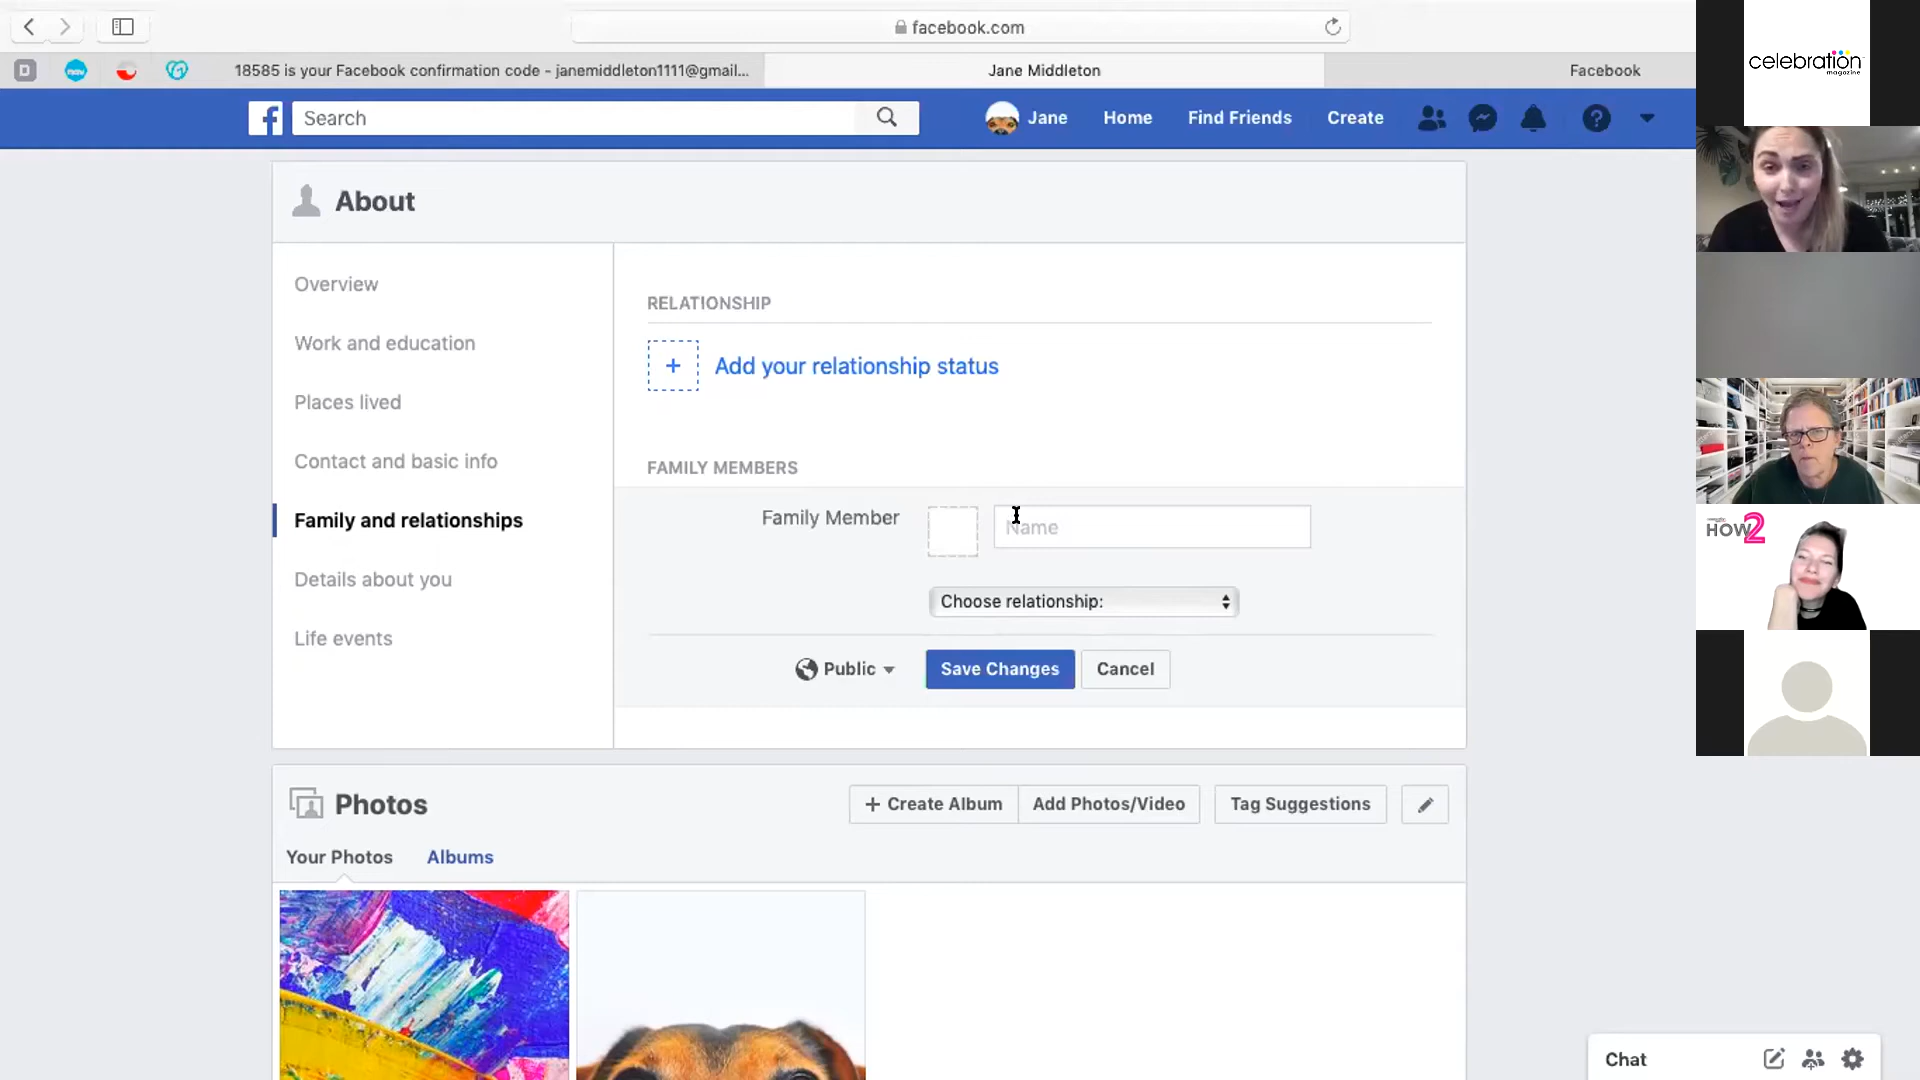 facebook.com
18585 is your Facebook confirmation code - janemiddleton1111@gmail...
Jane Middleton
Facebook
Search
Jane
Home
Find Friends
Create
About
Overview
Work and education
Places lived
Contact and basic info
Family and relationships
Details about you
Life events
RELATIONSHIP
+ Add your relationship status
FAMILY MEMBERS
Family Member
Name
Choose relationship:
Public
Save Changes
Cancel
Photos
+ Create Album
Add Photos/Video
Tag Suggestions
Your Photos
Albums
Chat
celebration
magazine
HOW2